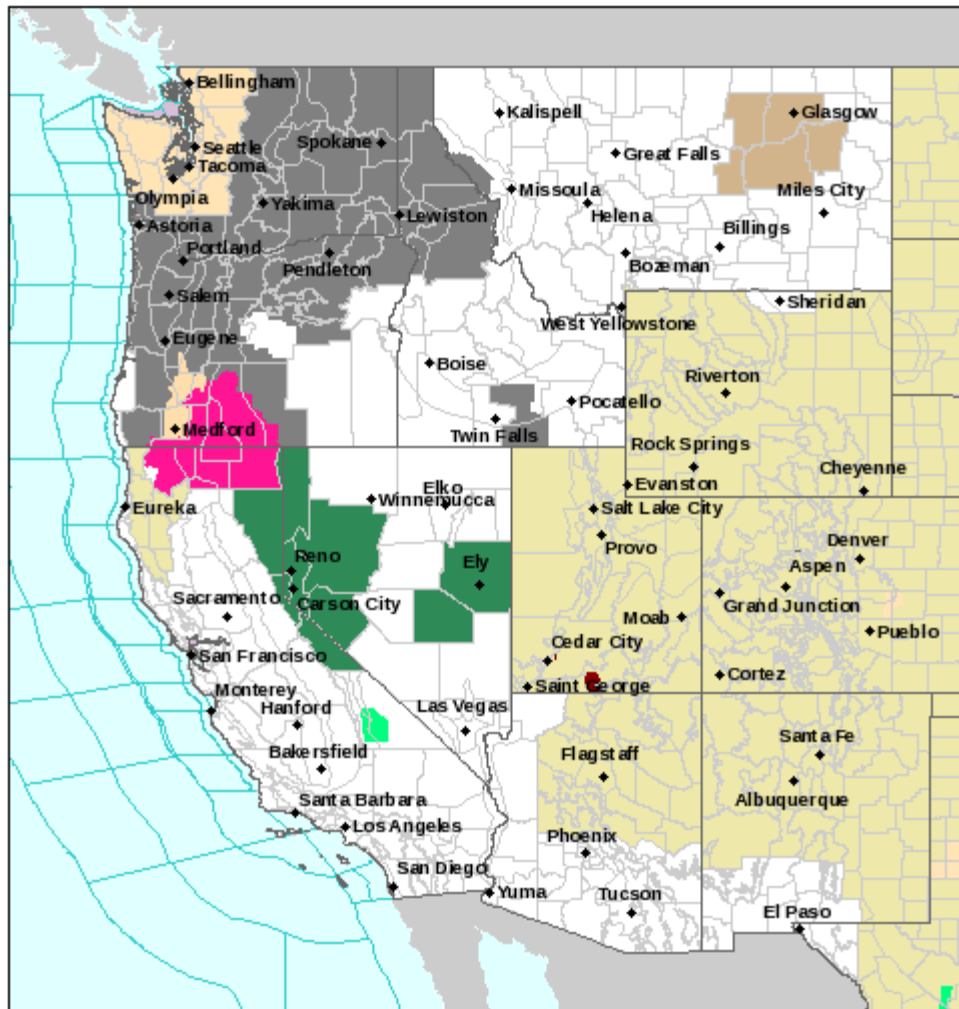 Bellingham
Kalispell
Glasgow
Seattle
Spokane
Great Falls
Tacoma
Missoula
Miles City
Olympia
Yakima
Lewiston
Helena
Astoria
Billings
Portland
Pendleton
Bozeman
Salem
Sheridan
West Yellowstone
Eugene
Boise
Riverton
Pocatello
Medford
Twin Falls
Rock Springs
Cheyenne
Elko
Evanston
Eureka
Winnemucca
Salt Lake City
Provo
Denver
Reno
Ely
Aspen
Sacramento
Carson City
Grand Junction
Moab
Pueblo
Cedar City
San Francisco
Cortez
Saint George
Monterey
Las Vegas
Hanford
Santa Fe
Bakersfield
Flagstaff
Albuquerque
Santa Barbara
Los Angeles
Phoenix
San Diego
Yuma
Tucson
El Paso